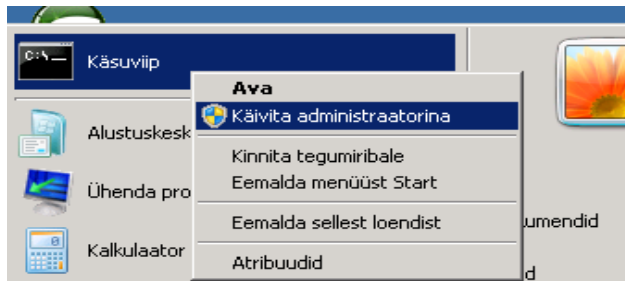 C:\
Käsuviip
Ava
Käivita administraatorina
Alustuskesk
Kinnita tegumiribale
Ühenda pro
Eemalda menüüst Start
Eemalda sellest loendist
umendid
Kalkulaator
Atribuudid
d